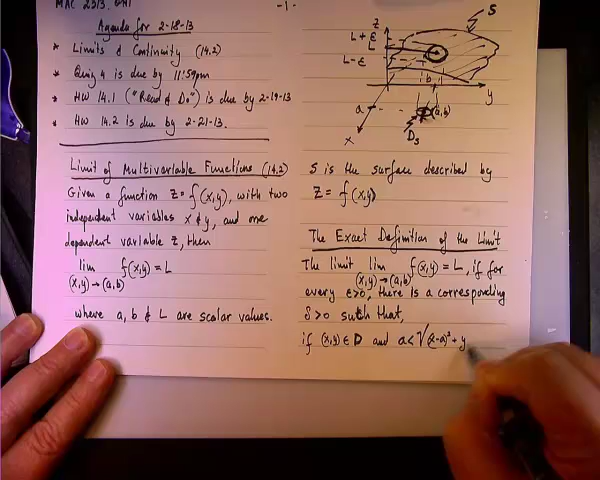 MAC 2313, GN1
-1-
Agenda for 2-18-13
* Limits & Continuity (14.2)
* Quiz 4 is due by 11:59pm
* HW 14.1 ("Read & Do") is due by 2-19-13
* HW 14.2 is due by 2-21-13.
Limit of Multivariable Functions (14.2)
Given a function z = f(x,y), with two
independent variables x & y, and one
dependent variable z, then
lim f(x,y) = L
(x,y) → (a,b)
where a, b & L are scalar values.
z
S
L + ε
L
L - ε
b
y
a
(a,b)
x
Dδ
S is the surface described by
z = f(x,y)
The Exact Definition of the Limit
The limit lim f(x,y) = L, if for
(x,y) → (a,b)
every ε>0, there is a corresponding
δ>0 such that,
if (x,y) ∈ D and a < √(x-a)² + y